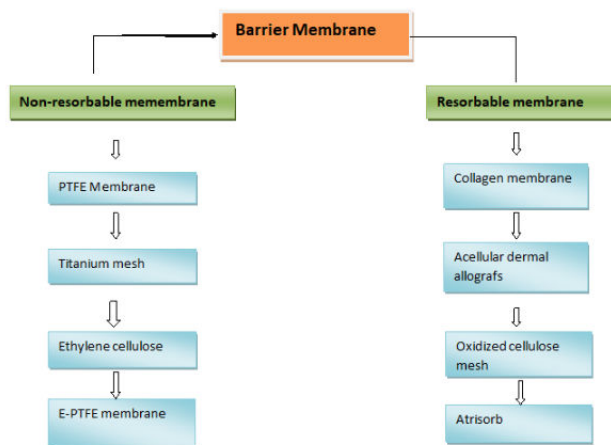 Barrier Membrane
Non-resorbable memembrane
PTFE Membrane
Titanium mesh
Ethylene cellulose
E-PTFE membrane
Resorbable membrane
Collagen membrane
Acellular dermal
allografs
Oxidized cellulose
mesh
Atrisorb